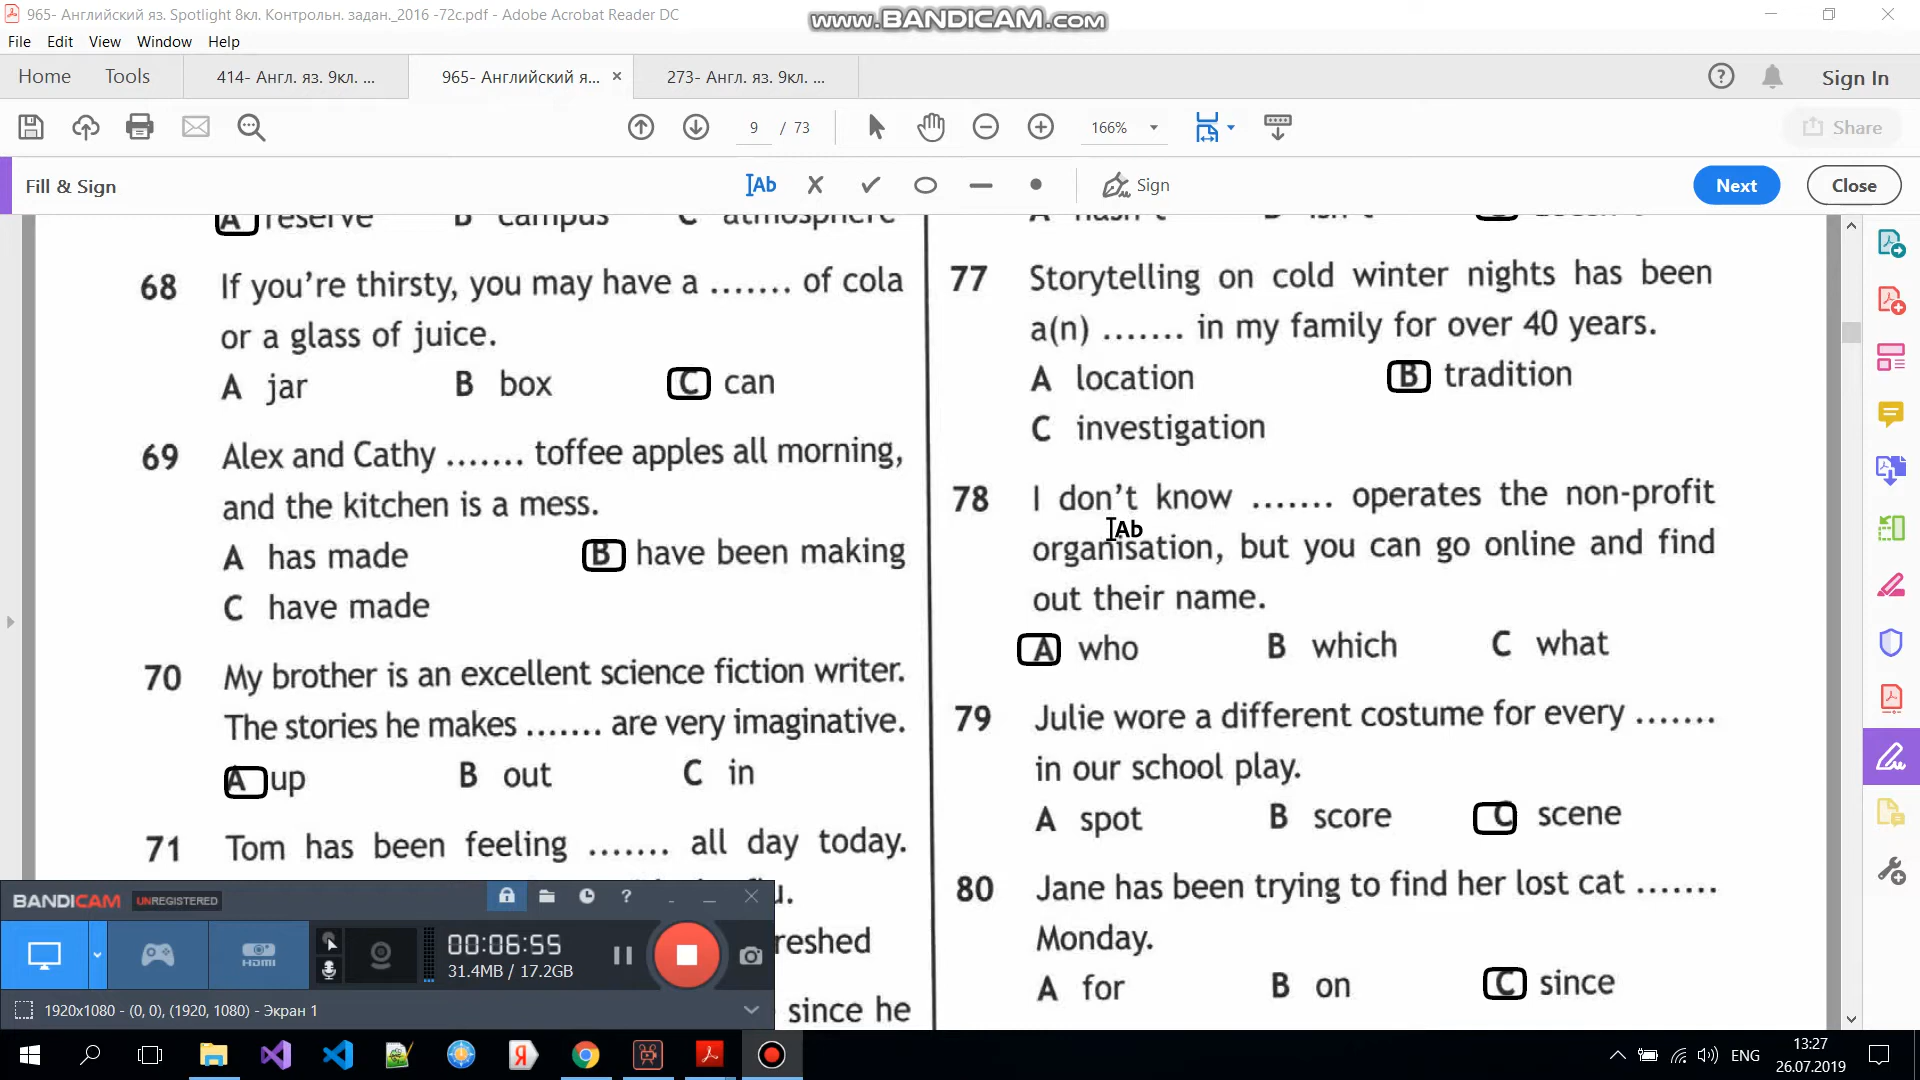 965- Английский яз. Spotlight 8кл. Контрольн. задан._2016 -72с.pdf - Adobe Acrobat Reader DC
www.BANDICAM.com
File Edit View Window Help
Home Tools 414- Англ. яз. 9кл. ... 965- Английский я... × 273- Англ. яз. 9кл. ... Sign In
9 / 73 166% Share
Fill & Sign Ab Sign Next Close
A reserve B campus C atmosphere
68 If you're thirsty, you may have a ....... of cola
or a glass of juice.
A jar B box C can
69 Alex and Cathy ....... toffee apples all morning,
and the kitchen is a mess.
A has made B have been making
C have made
70 My brother is an excellent science fiction writer.
The stories he makes ....... are very imaginative.
A up B out C in
71 Tom has been feeling ....... all day today.
reshed
since he
77 Storytelling on cold winter nights has been
a(n) ....... in my family for over 40 years.
A location B tradition
C investigation
78 I don't know ....... operates the non-profit
Ab
organisation, but you can go online and find
out their name.
A who B which C what
79 Julie wore a different costume for every .......
in our school play.
A spot B score C scene
80 Jane has been trying to find her lost cat .......
Monday.
A for B on C since
BANDICAM UNREGISTERED
HDMI 00:06:55
31.4MB / 17.2GB
1920x1080 - (0, 0), (1920, 1080) - Экран 1
ENG 13:27
26.07.2019